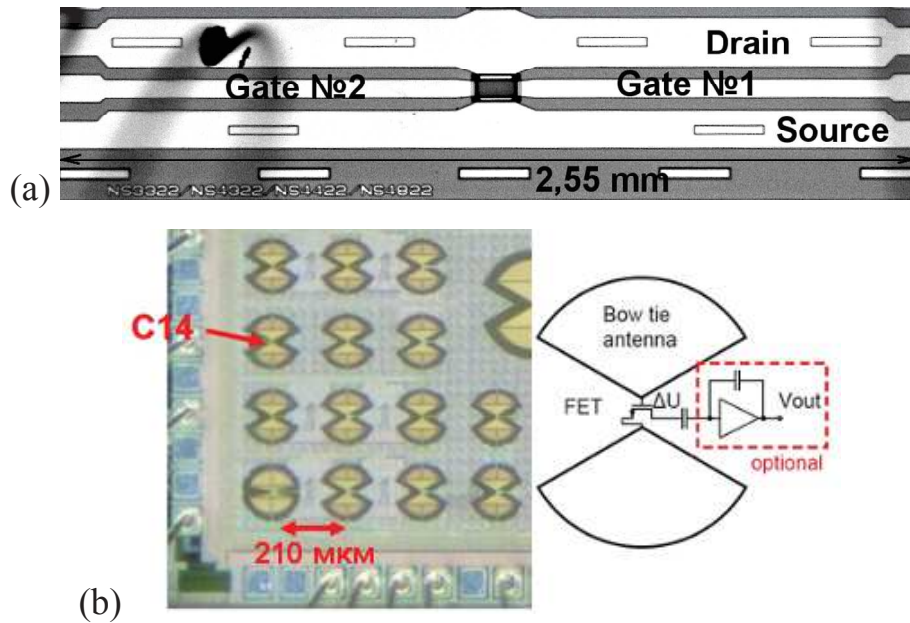 Drain
Gate №2
Gate №1
Source
2,55 mm
NS3322/NS4322/NS4422/NS4822
(a)
C14
210 мкм
Bow tie
antenna
FET
ΔU
Vout
optional
(b)